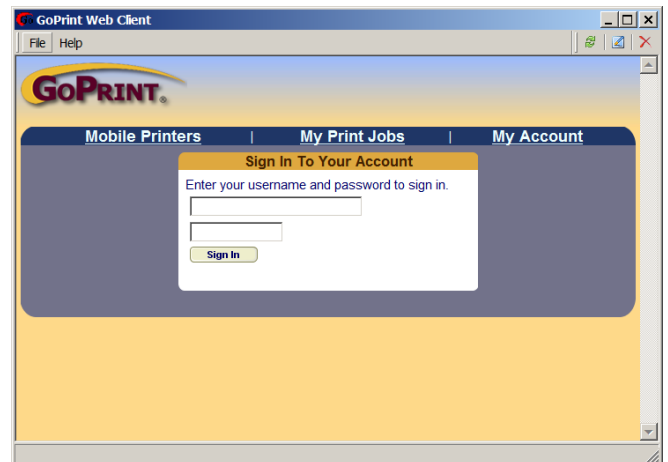 GoPrint Web Client
File Help
GOPRINT®
Mobile Printers | My Print Jobs | My Account
Sign In To Your Account
Enter your username and password to sign in.
Sign In